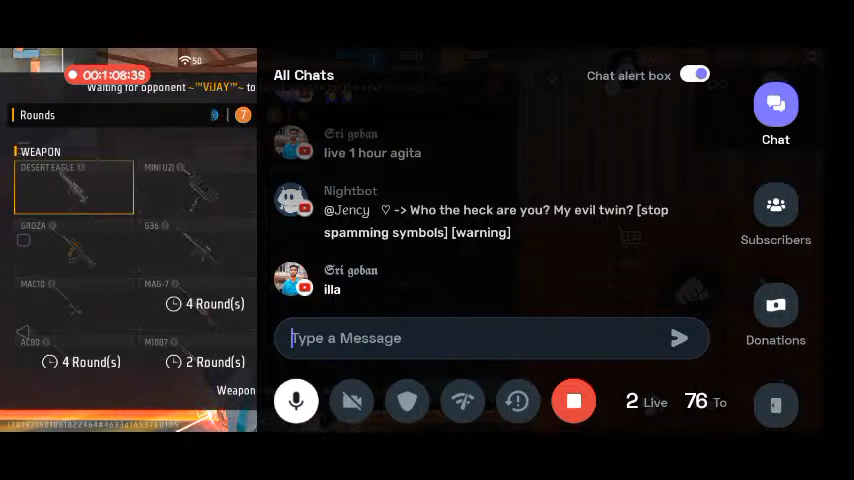 50
00:1:08:39
Waiting for opponent ~™ViJAY™~ to
Rounds 7
WEAPON
DESERT EAGLE
MINI UZI
GROZA
G36
MAC10
MAG-7
4 Round(s)
AC80
M1887
4 Round(s)
2 Round(s)
Weapon
All Chats
Chat alert box
𝔖𝔯𝔦 𝔤𝔬𝔟𝔞𝔫
live 1 hour agita
Nightbot
@Jency ♡ -> Who the heck are you? My evil twin? [stop
spamming symbols] [warning]
𝔖𝔯𝔦 𝔤𝔬𝔟𝔞𝔫
illa
Type a Message
2 Live 76 To
Chat
Subscribers
Donations